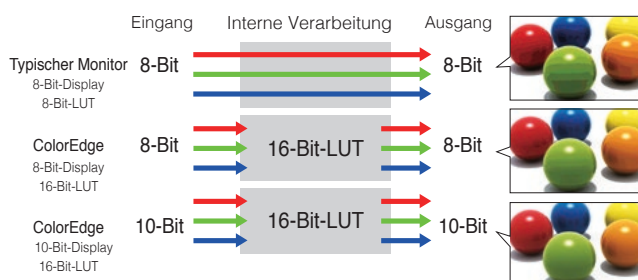 Eingang Interne Verarbeitung Ausgang
Typischer Monitor
8-Bit-Display
8-Bit-LUT
8-Bit
8-Bit
ColorEdge
8-Bit-Display
16-Bit-LUT
8-Bit
16-Bit-LUT
8-Bit
ColorEdge
10-Bit-Display
16-Bit-LUT
10-Bit
16-Bit-LUT
10-Bit